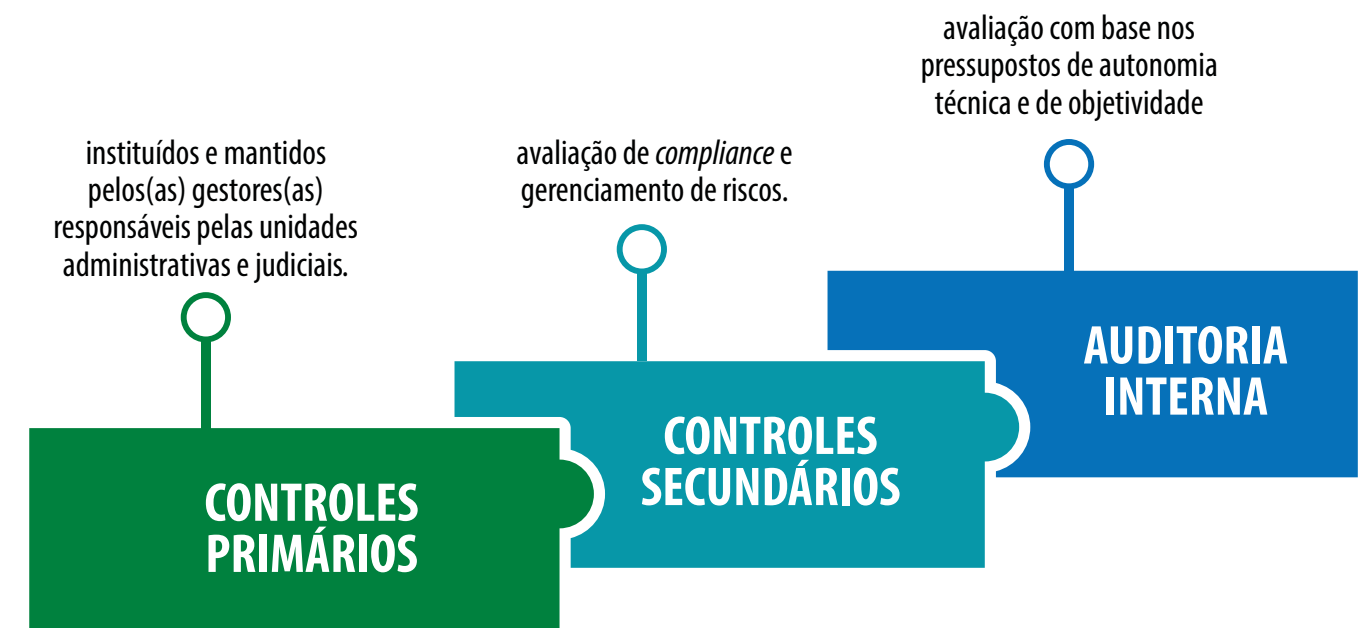 instituídos e mantidos
pelos(as) gestores(as)
responsáveis pelas unidades
administrativas e judiciais.
CONTROLES
PRIMÁRIOS
avaliação de compliance e
gerenciamento de riscos.
CONTROLES
SECUNDÁRIOS
avaliação com base nos
pressupostos de autonomia
técnica e de objetividade
AUDITORIA
INTERNA